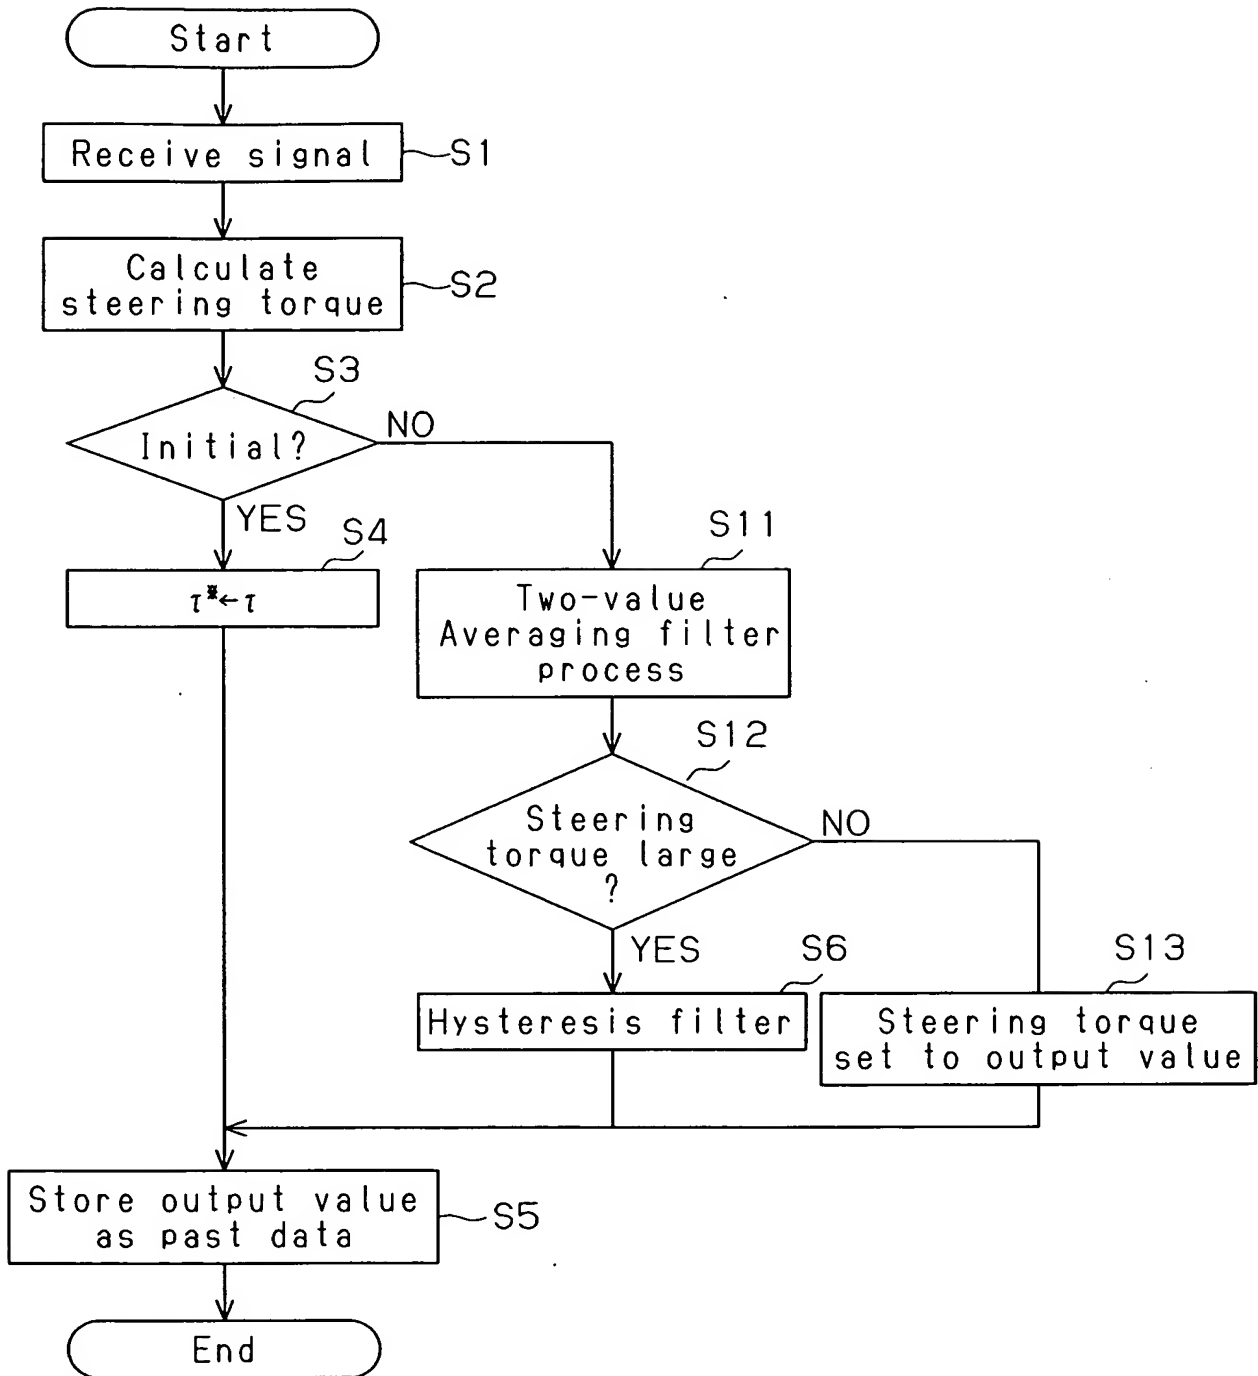 Start
Receive signal
S1
Calculate
steering torque
S2
S3
Initial?
NO
YES
S4
τ*←τ
S11
Two-value
Averaging filter
process
S12
Steering
torque large
?
NO
YES
S6
Hysteresis filter
S13
Steering torque
set to output value
Store output value
as past data
S5
End